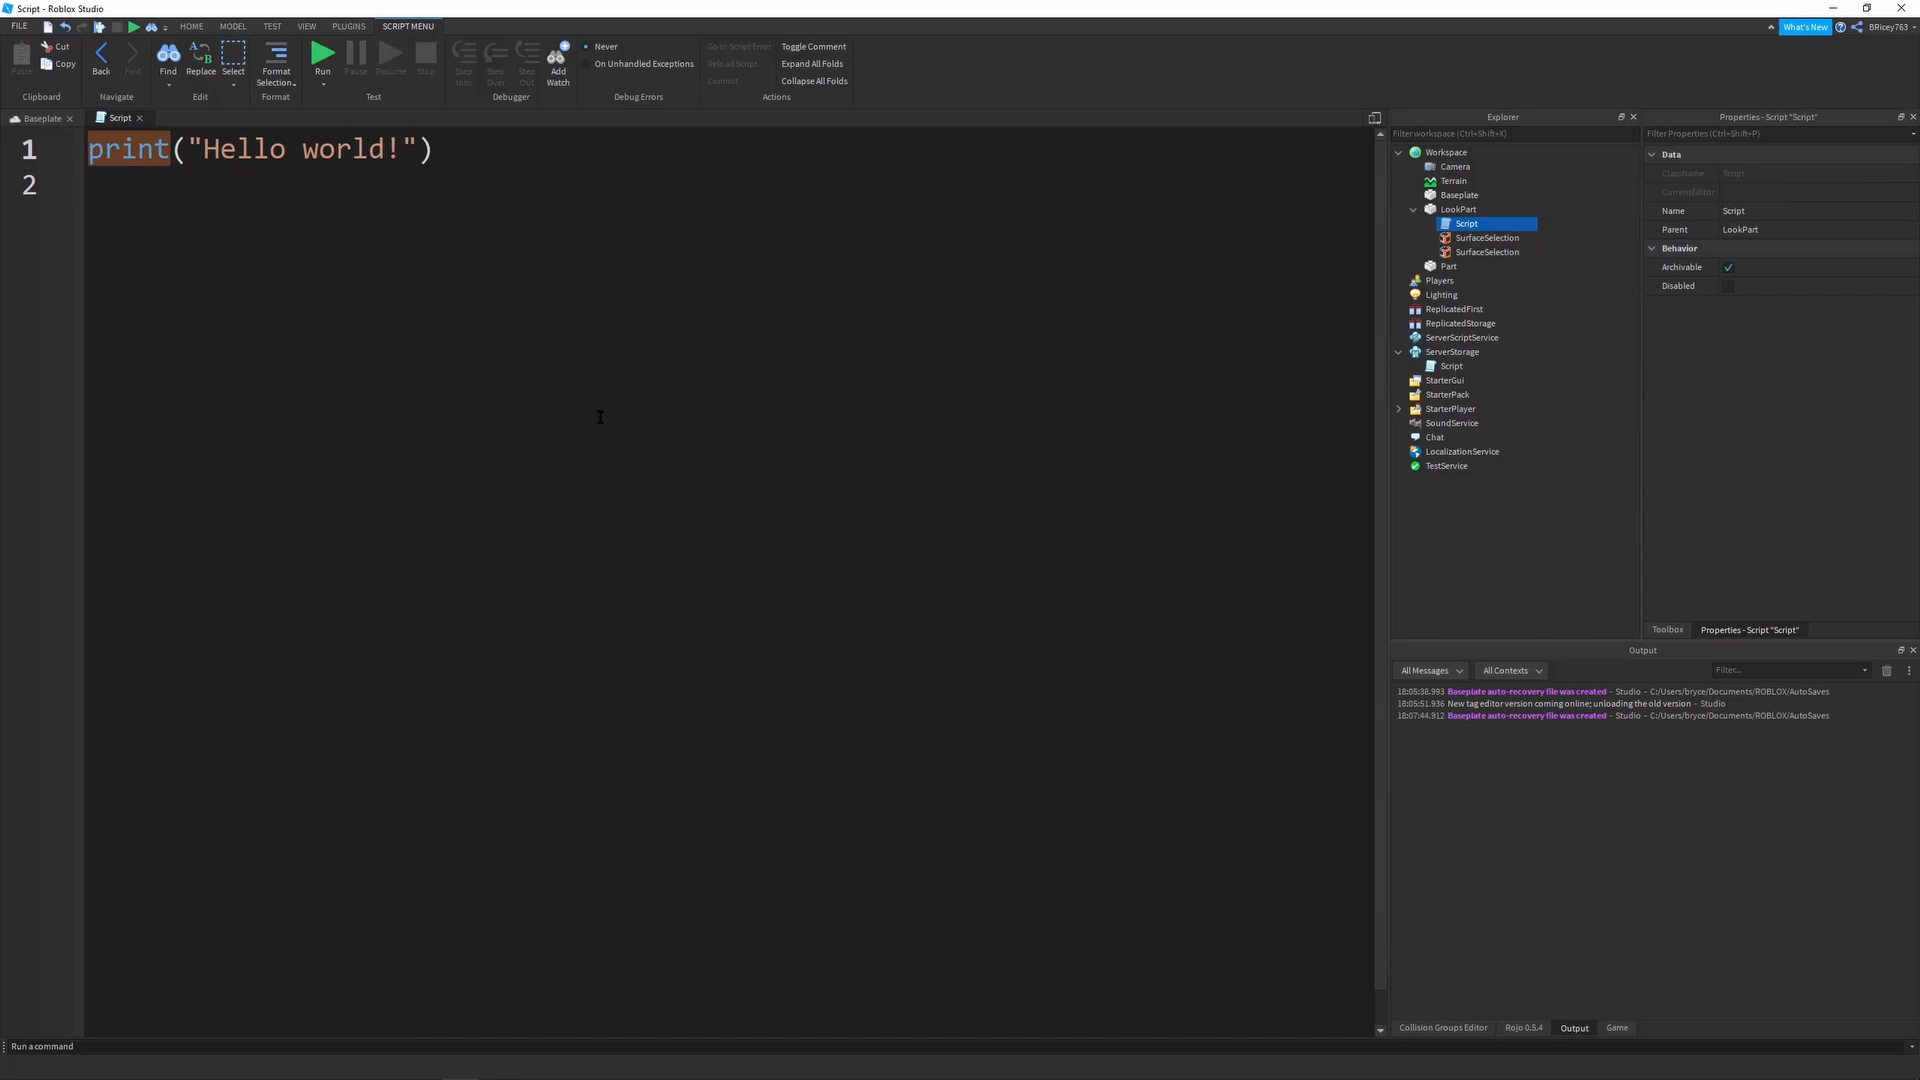 Script - Roblox Studio
FILE HOME MODEL TEST VIEW PLUGINS SCRIPT MENU What's New BRicey763
Paste Cut Copy Clipboard
Back Fwd Navigate
Find Replace Select Edit
Format Selection Format
Run Pause Resume Stop Test
Step Into Step Over Step Out Add Watch Debugger
Never
On Unhandled Exceptions
Debug Errors
Go to Script Error Toggle Comment
Reload Script Expand All Folds
Commit Collapse All Folds
Actions
Baseplate Script
1 print("Hello world!")
2
Explorer
Filter workspace (Ctrl+Shift+X)
Workspace
Camera
Terrain
Baseplate
LookPart
Script
SurfaceSelection
SurfaceSelection
Part
Players
Lighting
ReplicatedFirst
ReplicatedStorage
ServerScriptService
ServerStorage
Script
StarterGui
StarterPack
StarterPlayer
SoundService
Chat
LocalizationService
TestService
Properties - Script "Script"
Filter Properties (Ctrl+Shift+P)
Data
ClassName Script
CurrentEditor
Name Script
Parent LookPart
Behavior
Archivable
Disabled
Toolbox Properties - Script "Script"
Output
All Messages All Contexts Filter...
18:05:38.993 Baseplate auto-recovery file was created - Studio - C:/Users/bryce/Documents/ROBLOX/AutoSaves
18:05:51.936 New tag editor version coming online; unloading the old version - Studio
18:07:44.912 Baseplate auto-recovery file was created - Studio - C:/Users/bryce/Documents/ROBLOX/AutoSaves
Collision Groups Editor Rojo 0.5.4 Output Game
Run a command